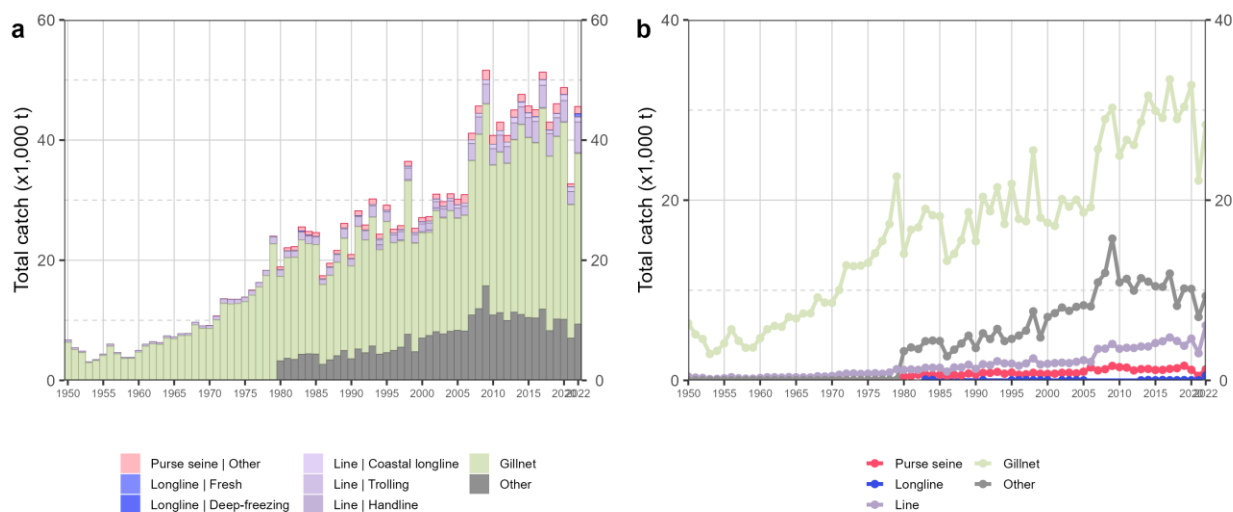 a
b
Total catch (x1,000 t)
60
40
20
0
60
40
20
0
1950 1955 1960 1965 1970 1975 1980 1985 1990 1995 2000 2005 2010 2015 2020 2022
Purse seine | Other
Longline | Fresh
Longline | Deep-freezing
Line | Coastal longline
Line | Trolling
Line | Handline
Gillnet
Other
Total catch (x1,000 t)
40
20
0
40
20
0
1950 1955 1960 1965 1970 1975 1980 1985 1990 1995 2000 2005 2010 2015 2020 2022
Purse seine
Longline
Line
Gillnet
Other